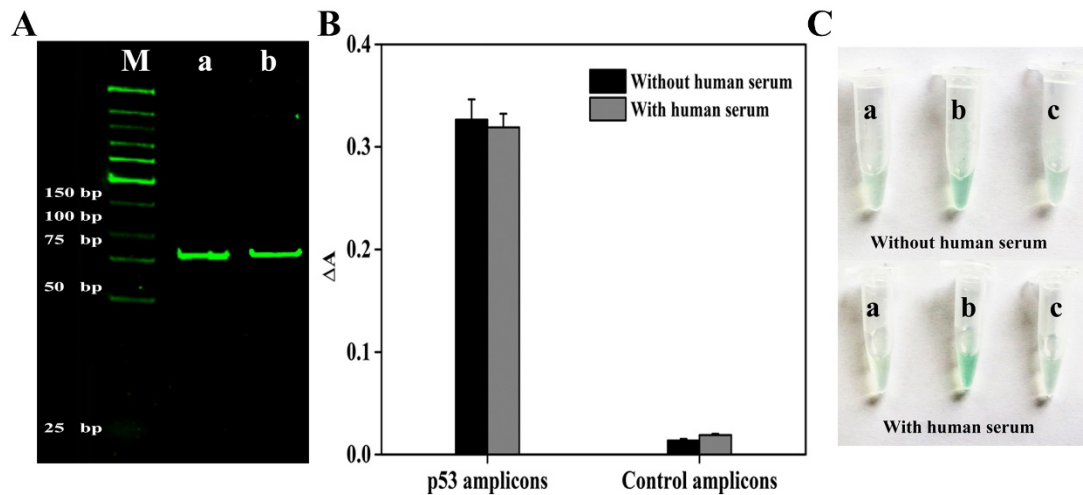 A
M a b
150 bp
100 bp
75 bp
50 bp
25 bp
B
0.4
0.3
0.2
0.1
0.0
ΔA
Without human serum
With human serum
p53 amplicons Control amplicons
C
a b c
Without human serum
a b c
With human serum